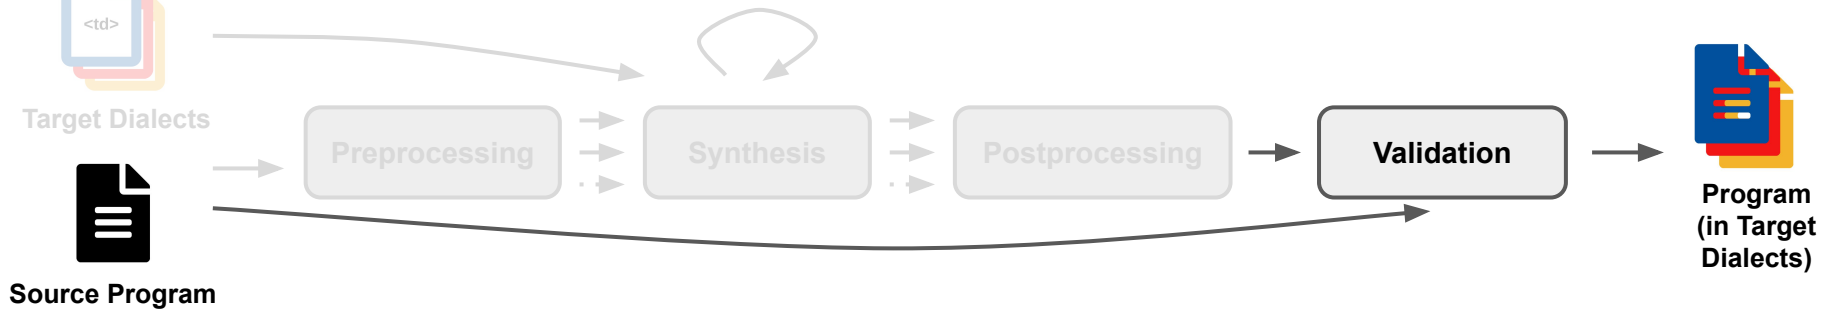 <td>
Target Dialects
Preprocessing
Synthesis
Postprocessing
Validation
Source Program
Program
(in Target
Dialects)